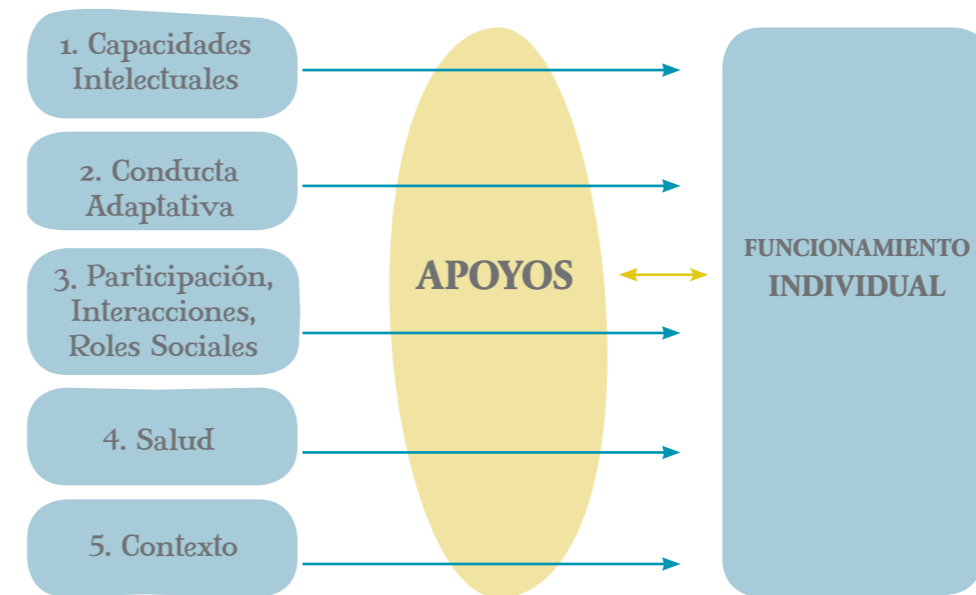 1. Capacidades
Intelectuales
2. Conducta
Adaptativa
3. Participación,
Interacciones,
Roles Sociales
4. Salud
5. Contexto
APOYOS
FUNCIONAMIENTO
INDIVIDUAL